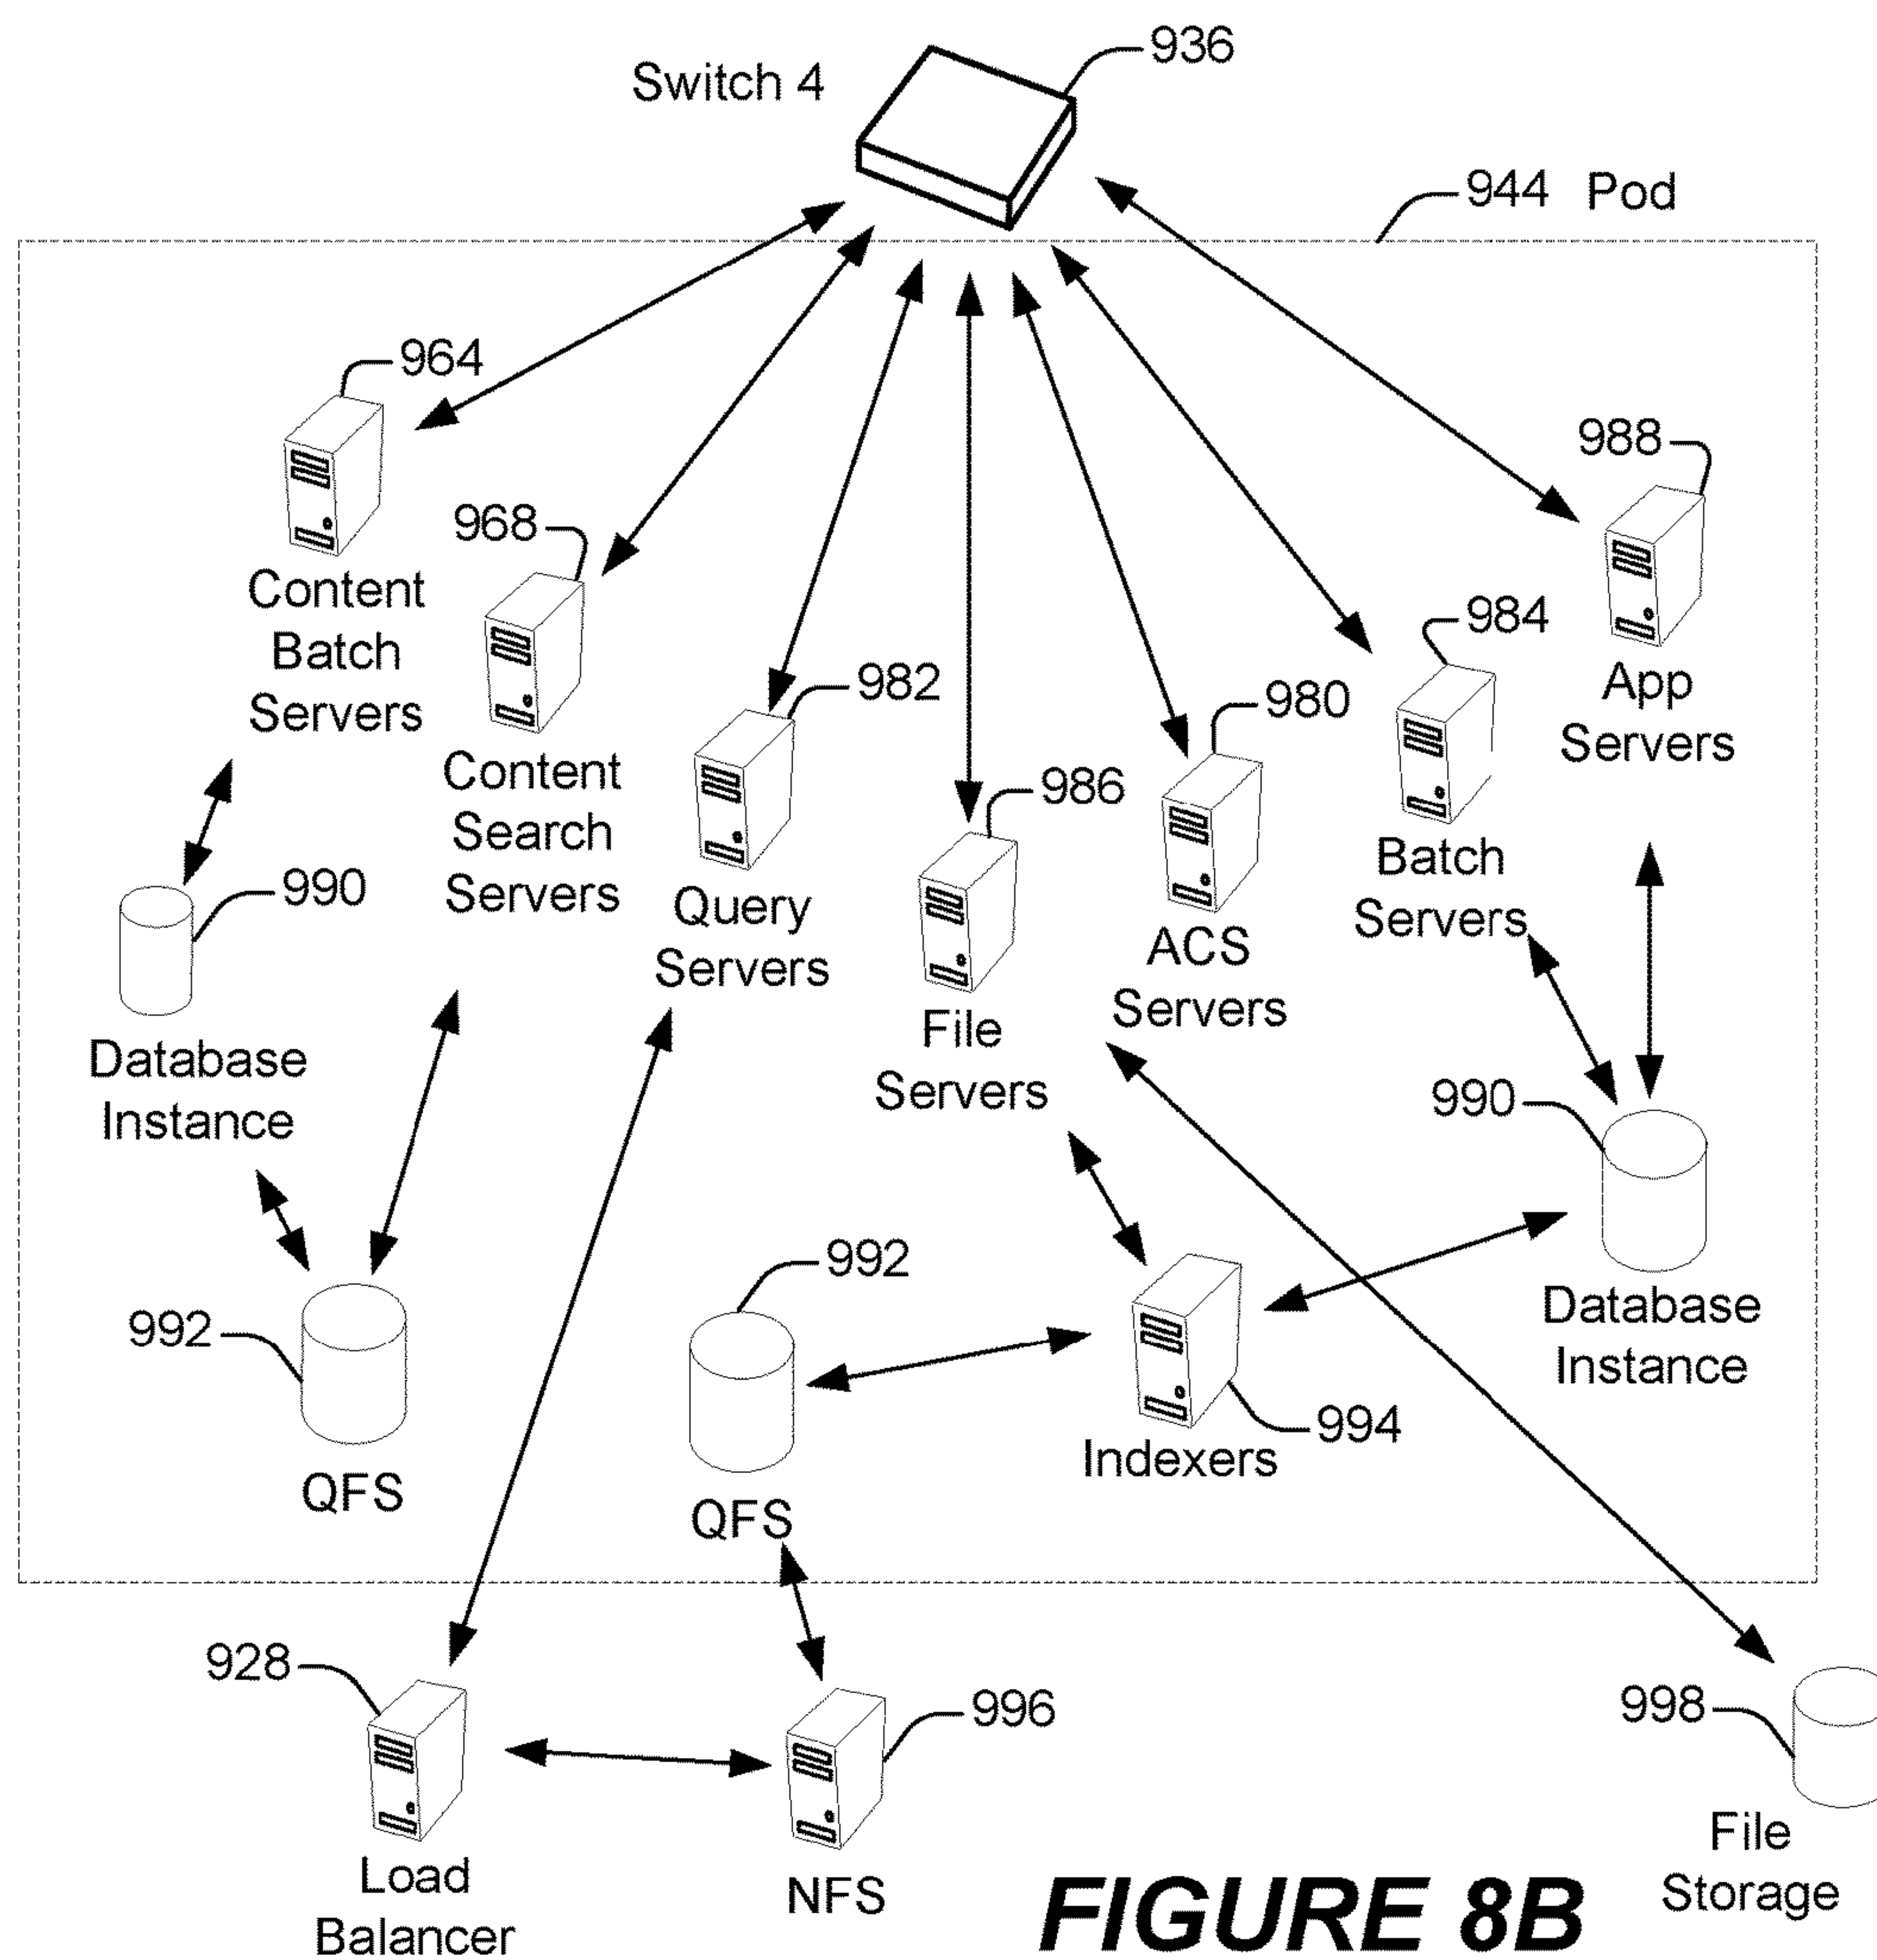 936
Switch 4
944 Pod
964
988
968
Content
Batch
Servers
984
982
980
App
Servers
Content
Search
Servers
986
Batch
Servers
990
Query
Servers
ACS
Servers
File
Servers
Database
Instance
990
992
992
Database
Instance
994
Indexers
QFS
QFS
928
996
998
File
Storage
Load
Balancer
NFS
FIGURE 8B